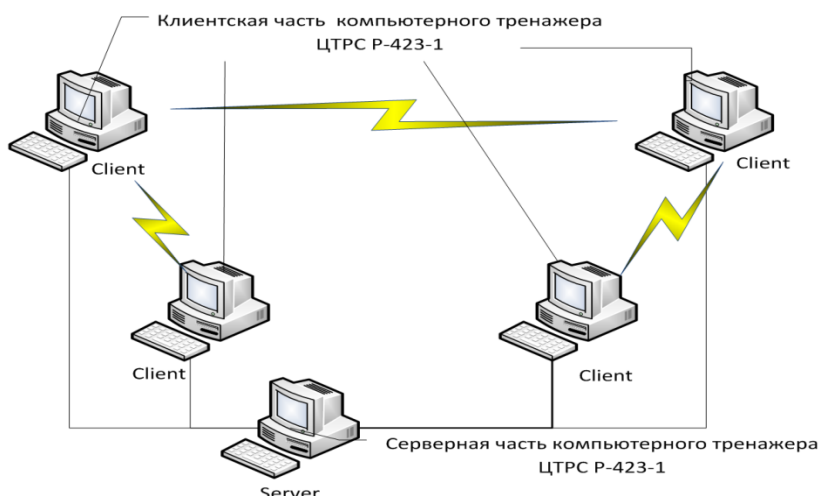 Клиентская часть компьютерного тренажера
ЦТРС Р-423-1
Client
Client
Client
Client
Серверная часть компьютерного тренажера
ЦТРС Р-423-1
Server